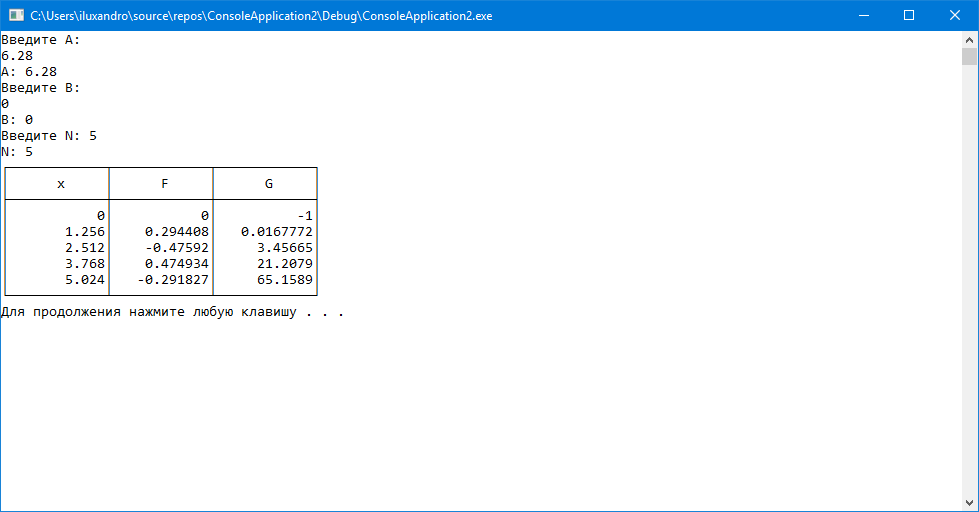 C:\Users\iluxandro\source\repos\ConsoleApplication2\Debug\ConsoleApplication2.exe
Введите A:
6.28
A: 6.28
Введите B:
0
B: 0
Введите N: 5
N: 5
x F G
0 0 -1
1.256 0.294408 0.0167772
2.512 -0.47592 3.45665
3.768 0.474934 21.2079
5.024 -0.291827 65.1589
Для продолжения нажмите любую клавишу . . .